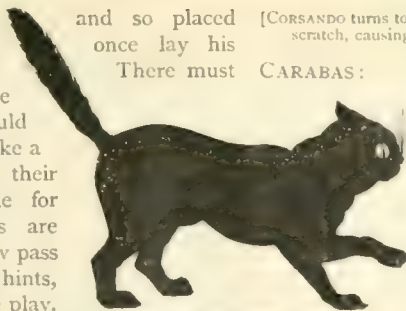 and so placed
once lay his
There must
e
uld
ke a
their
e for
s are
w pass
hints,
e play.
[CORSANDO turns to
scratch, causing
CARABAS: